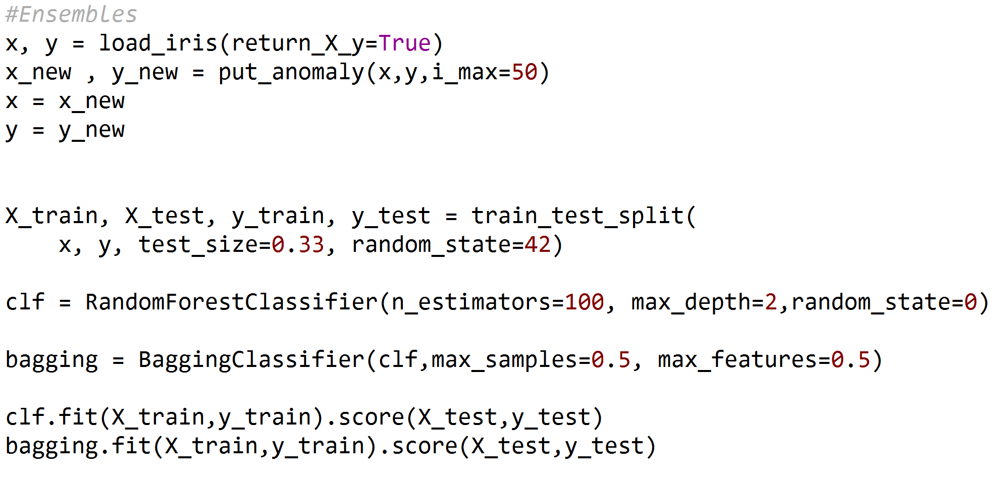 #Ensembles
x, y = load_iris(return_X_y=True)
x_new , y_new = put_anomaly(x,y,i_max=50)
x = x_new
y = y_new
X_train, X_test, y_train, y_test = train_test_split(
    x, y, test_size=0.33, random_state=42)
clf = RandomForestClassifier(n_estimators=100, max_depth=2,random_state=0)
bagging = BaggingClassifier(clf,max_samples=0.5, max_features=0.5)
clf.fit(X_train,y_train).score(X_test,y_test)
bagging.fit(X_train,y_train).score(X_test,y_test)